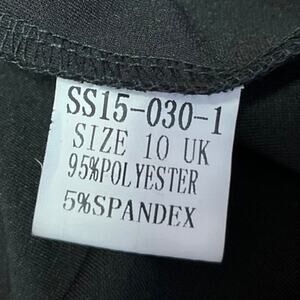 SS15-030-1
SIZE 10 UK
95%POLYESTER
5%SPANDEX